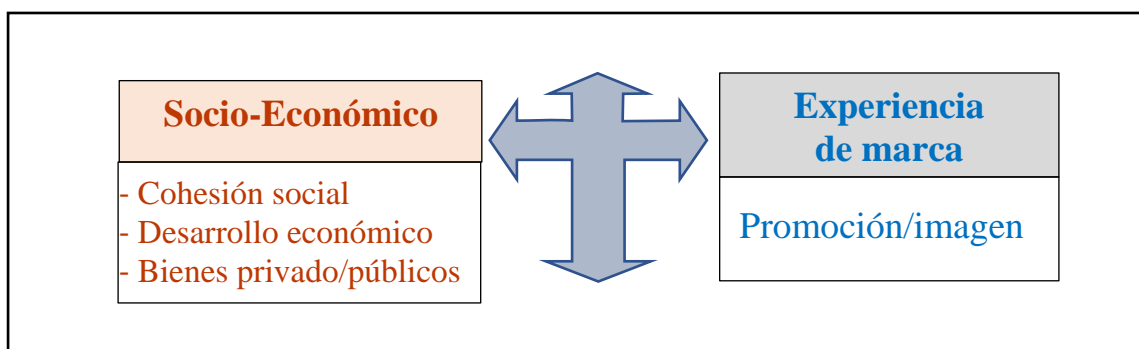 Socio-Económico
- Cohesión social
- Desarrollo económico
- Bienes privado/públicos
Experiencia
de marca
Promoción/imagen